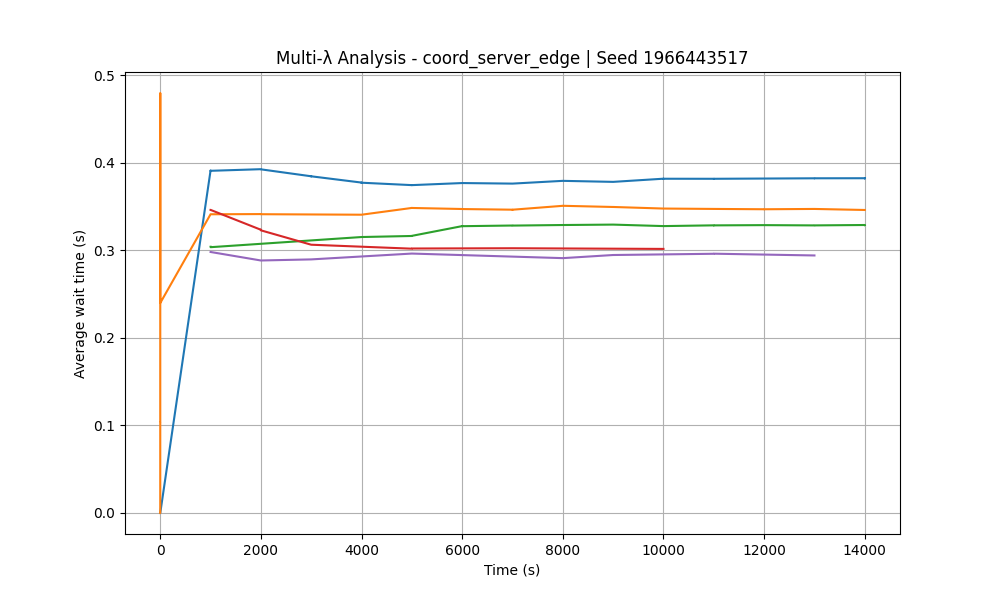 Multi-λ Analysis - coord_server_edge | Seed 1966443517
0.5
0.4
0.3
0.2
0.1
0.0
Average wait time (s)
0 2000 4000 6000 8000 10000 12000 14000
Time (s)